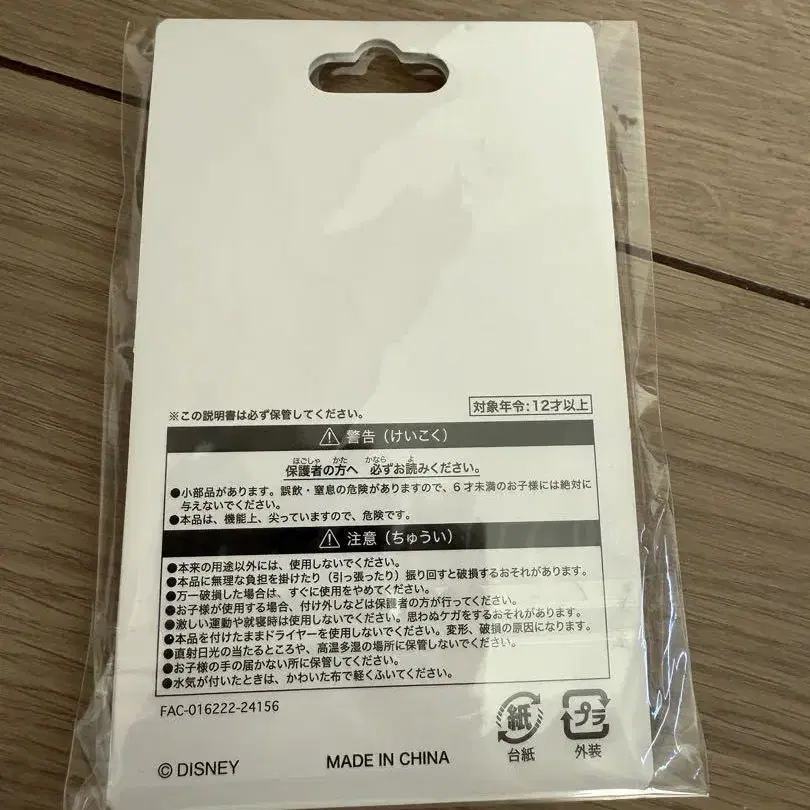 ※この説明書は必ず保管してください。
対象年令:12才以上
警告（けいこく）
ほごしゃ かた かなら よ
保護者の方へ 必ずお読みください。
●小部品があります。誤飲・窒息の危険がありますので、6才未満のお子様には絶対に
与えないでください。
●本品は、機能上、尖っていますので、危険です。
注意（ちゅうい）
●本来の用途以外には、使用しないでください。
●本品に無理な負担を掛けたり（引っ張ったり）振り回すと破損するおそれがあります。
●万一破損した場合は、すぐに使用をやめてください。
●お子様が使用する場合、付け外しなどは保護者の方が行ってください。
●激しい運動や就寝時は使用しないでください。思わぬケガをするおそれがあります。
●本品を付けたままドライヤーを使用しないでください。変形、破損の原因になります。
●直射日光の当たるところや、高温多湿の場所に保管しないでください。
●お子様の手の届かない所に保管してください。
●水気が付いたときは、かわいた布で軽くふいてください。
FAC-016222-24156
紙
プラ
台紙
外装
© DISNEY
MADE IN CHINA